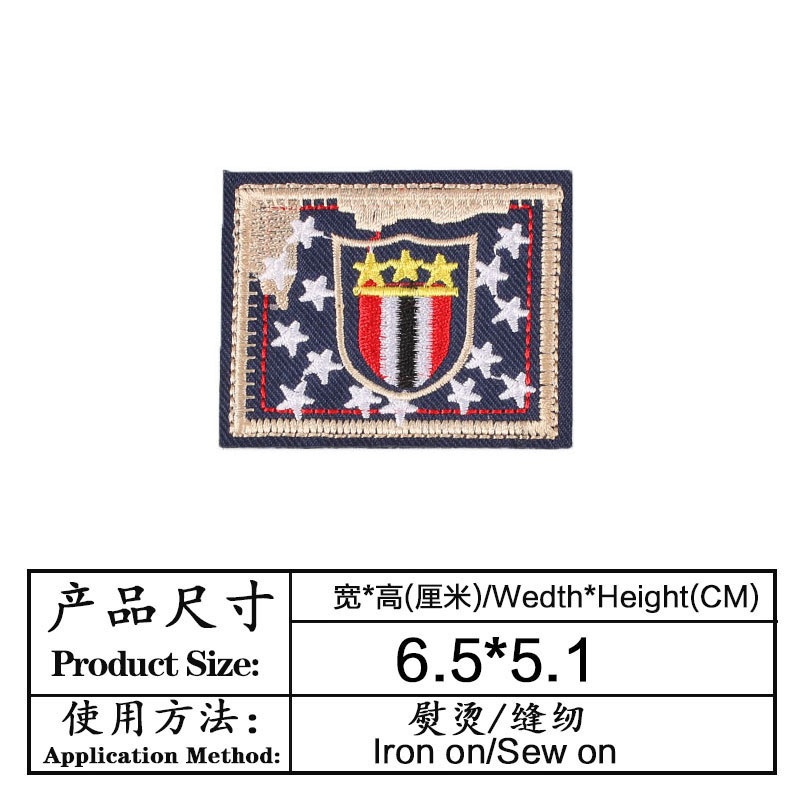 产品尺寸
Product Size:
宽*高(厘米)/Wedth*Height(CM)
6.5*5.1
使用方法:
Application Method:
熨烫/缝纫
Iron on/Sew on